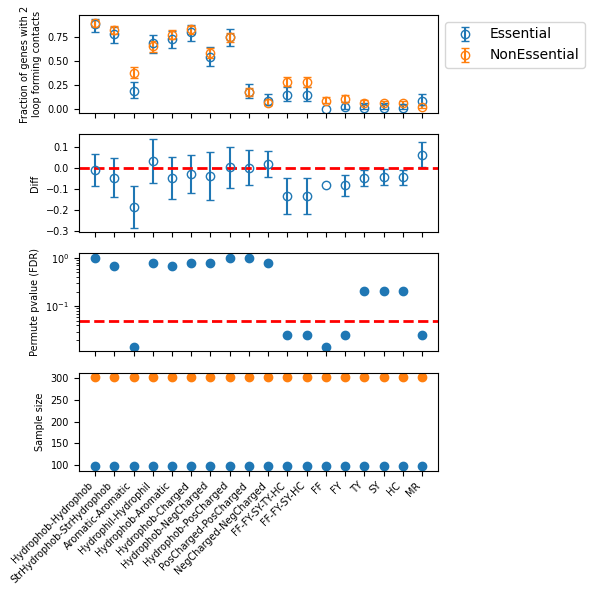 Fraction of genes with 2
loop forming contacts
0.75
0.50
0.25
0.00
Essential
NonEssential
Diff
0.1
0.0
−0.1
−0.2
−0.3
Permute pvalue (FDR)
10⁰
10⁻¹
Sample size
300
250
200
150
100
Hydrophob-Hydrophob
StrHydrophob-StrHydrophob
Aromatic-Aromatic
Hydrophil-Hydrophil
Hydrophob-Aromatic
Hydrophob-Charged
Hydrophob-NegCharged
Hydrophob-PosCharged
PosCharged-PosCharged
NegCharged-NegCharged
FF-FY-SY-TY-HC
FF-FY-SY-HC
FF
FY
TY
SY
HC
MR